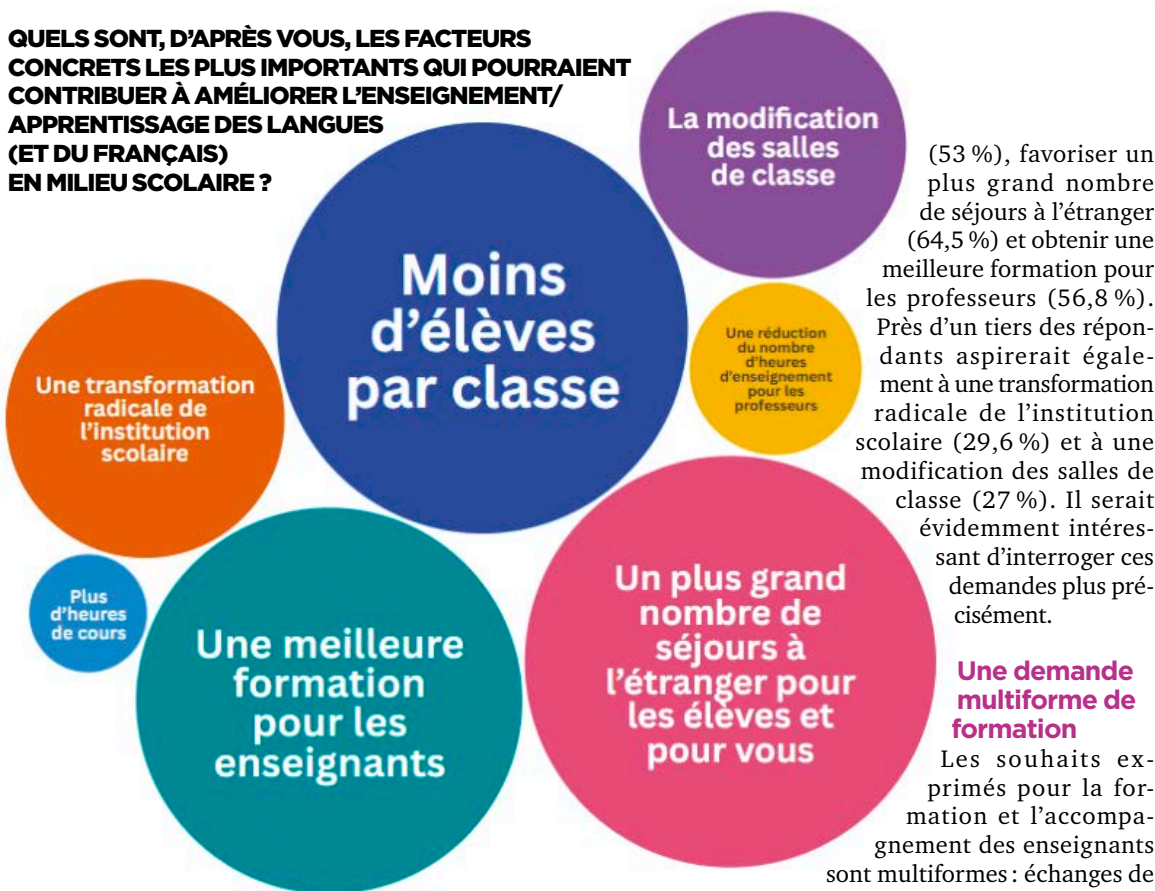 QUELS SONT, D'APRÈS VOUS, LES FACTEURS
CONCRETS LES PLUS IMPORTANTS QUI POURRAIENT
CONTRIBUER À AMÉLIORER L'ENSEIGNEMENT/
APPRENTISSAGE DES LANGUES
(ET DU FRANÇAIS)
EN MILIEU SCOLAIRE ?
La modification
des salles
de classe
Moins
d'élèves
par classe
Une réduction
du nombre
d'heures
d'enseignement
pour les
professeurs
Une transformation
radicale de
l'institution
scolaire
Plus
d'heures
de cours
Une meilleure
formation
pour les
enseignants
Un plus grand
nombre de
séjours à
l'étranger pour
les élèves et
pour vous
(53 %), favoriser un
plus grand nombre
de séjours à l'étranger
(64,5 %) et obtenir une
meilleure formation pour
les professeurs (56,8 %).
Près d'un tiers des répon-
dants aspirerait égale-
ment à une transformation
radicale de l'institution
scolaire (29,6 %) et à une
modification des salles de
classe (27 %). Il serait
évidemment intéres-
sant d'interroger ces
demandes plus pré-
cisément.
Une demande
multiforme de
formation
Les souhaits ex-
primés pour la for-
mation et l'accompa-
gnement des enseignants
sont multiformes : échanges de